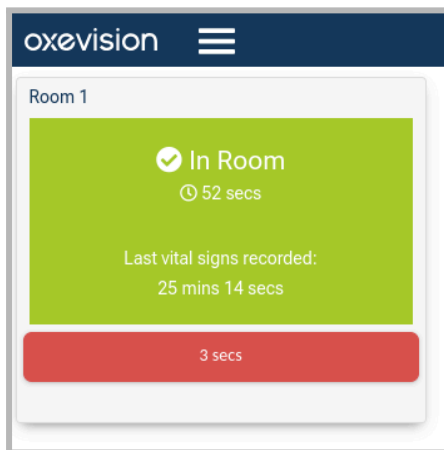 oxevision
Room 1
In Room
52 secs
Last vital signs recorded:
25 mins 14 secs
3 secs